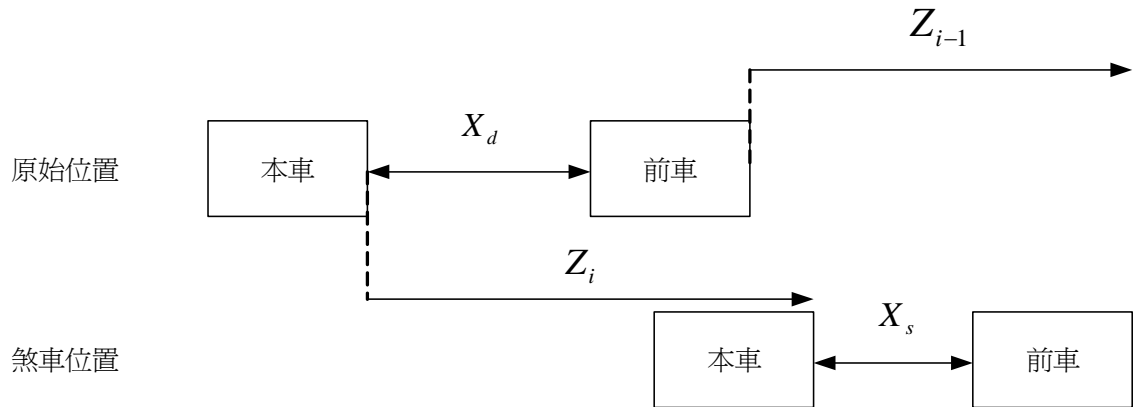 Z_{i-1}
X_d
原始位置 本車 前車
Z_i
X_s
煞車位置 本車 前車